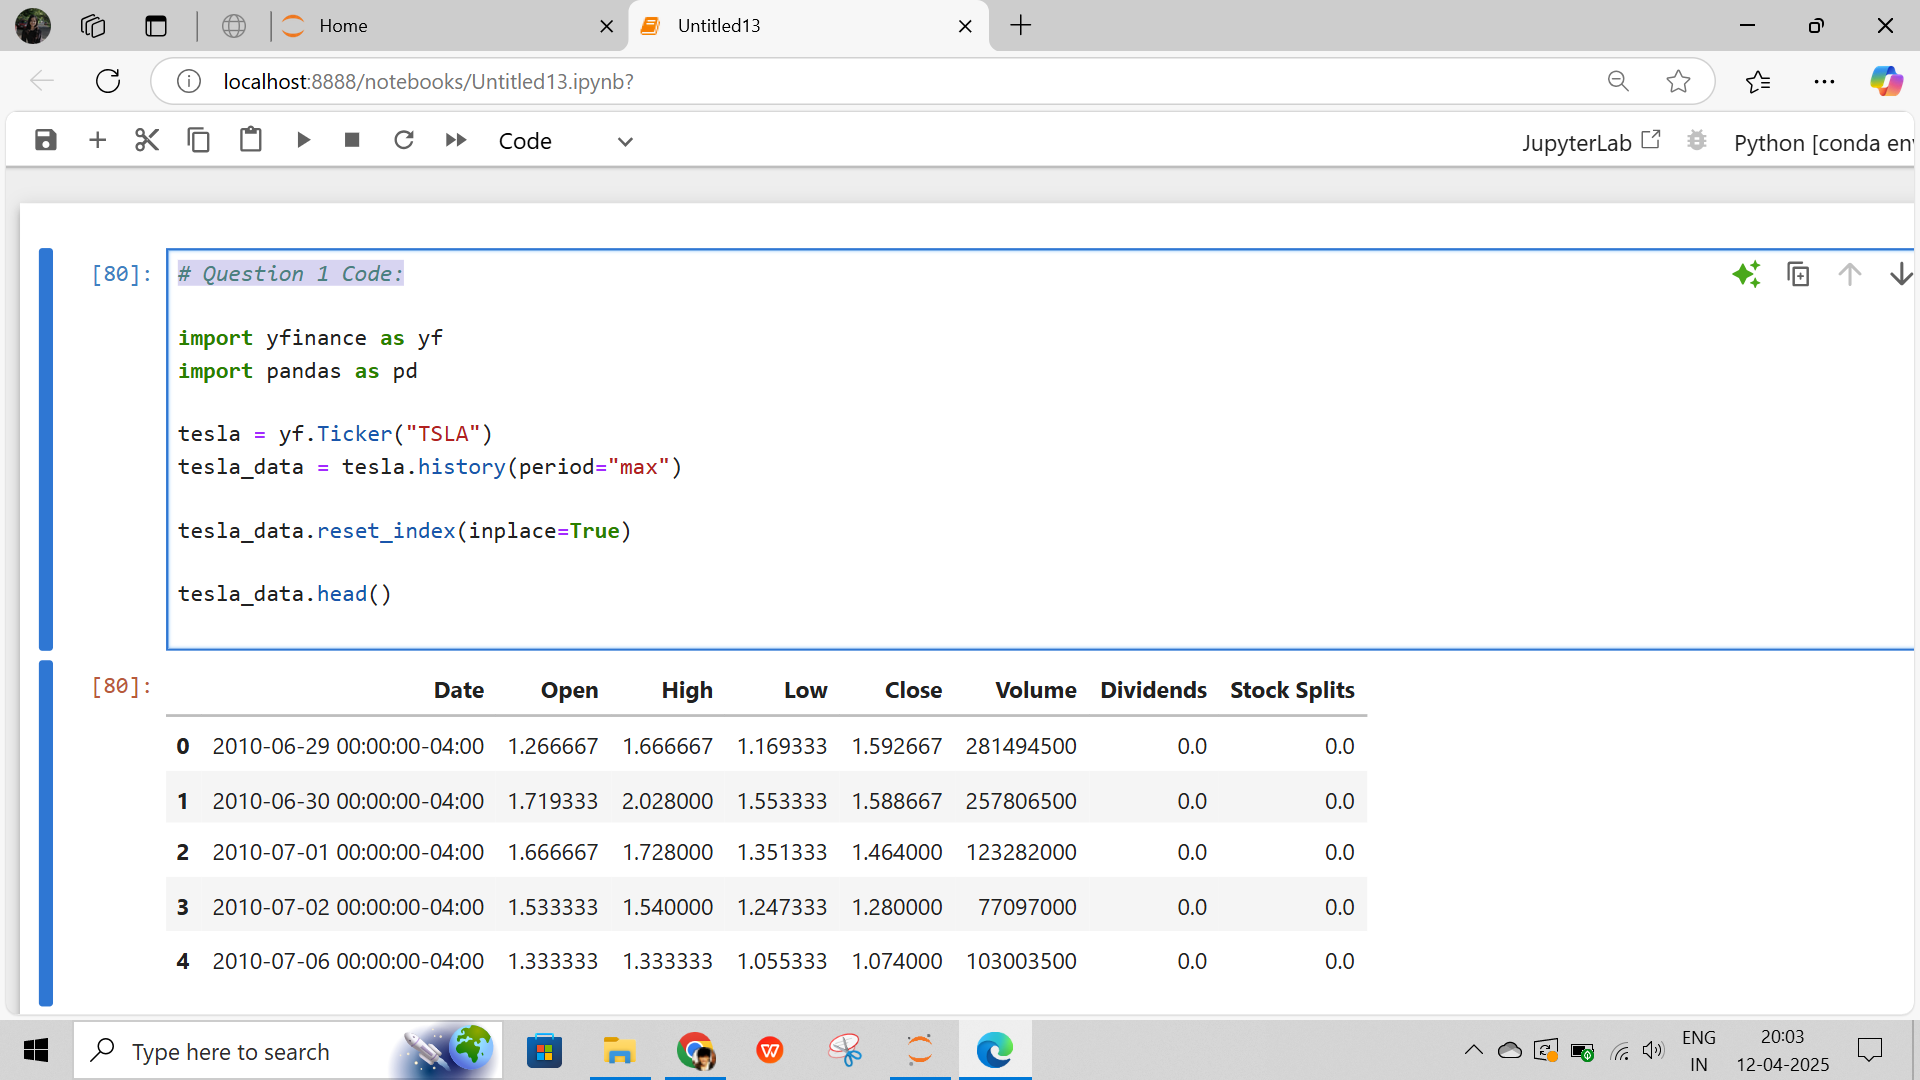 Home
Untitled13
localhost:8888/notebooks/Untitled13.ipynb?
Code
JupyterLab
Python [conda env
[80]:
# Question 1 Code:
import yfinance as yf
import pandas as pd
tesla = yf.Ticker("TSLA")
tesla_data = tesla.history(period="max")
tesla_data.reset_index(inplace=True)
tesla_data.head()
[80]:
Date Open High Low Close Volume Dividends Stock Splits
0 2010-06-29 00:00:00-04:00 1.266667 1.666667 1.169333 1.592667 281494500 0.0 0.0
1 2010-06-30 00:00:00-04:00 1.719333 2.028000 1.553333 1.588667 257806500 0.0 0.0
2 2010-07-01 00:00:00-04:00 1.666667 1.728000 1.351333 1.464000 123282000 0.0 0.0
3 2010-07-02 00:00:00-04:00 1.533333 1.540000 1.247333 1.280000 77097000 0.0 0.0
4 2010-07-06 00:00:00-04:00 1.333333 1.333333 1.055333 1.074000 103003500 0.0 0.0
Type here to search
ENG
IN
20:03
12-04-2025